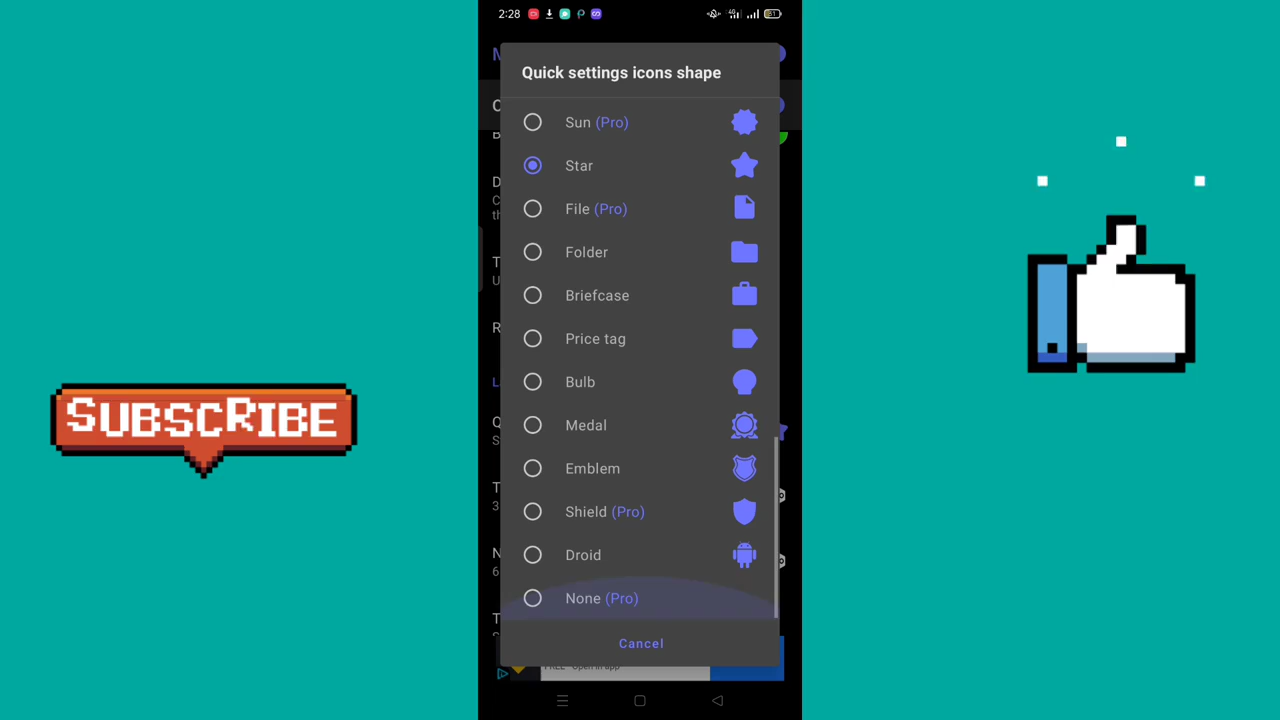 2:28
Quick settings icons shape
Sun (Pro)
Star
File (Pro)
Folder
Briefcase
Price tag
Bulb
Medal
Emblem
Shield (Pro)
Droid
None (Pro)
Cancel
SUBSCRIBE